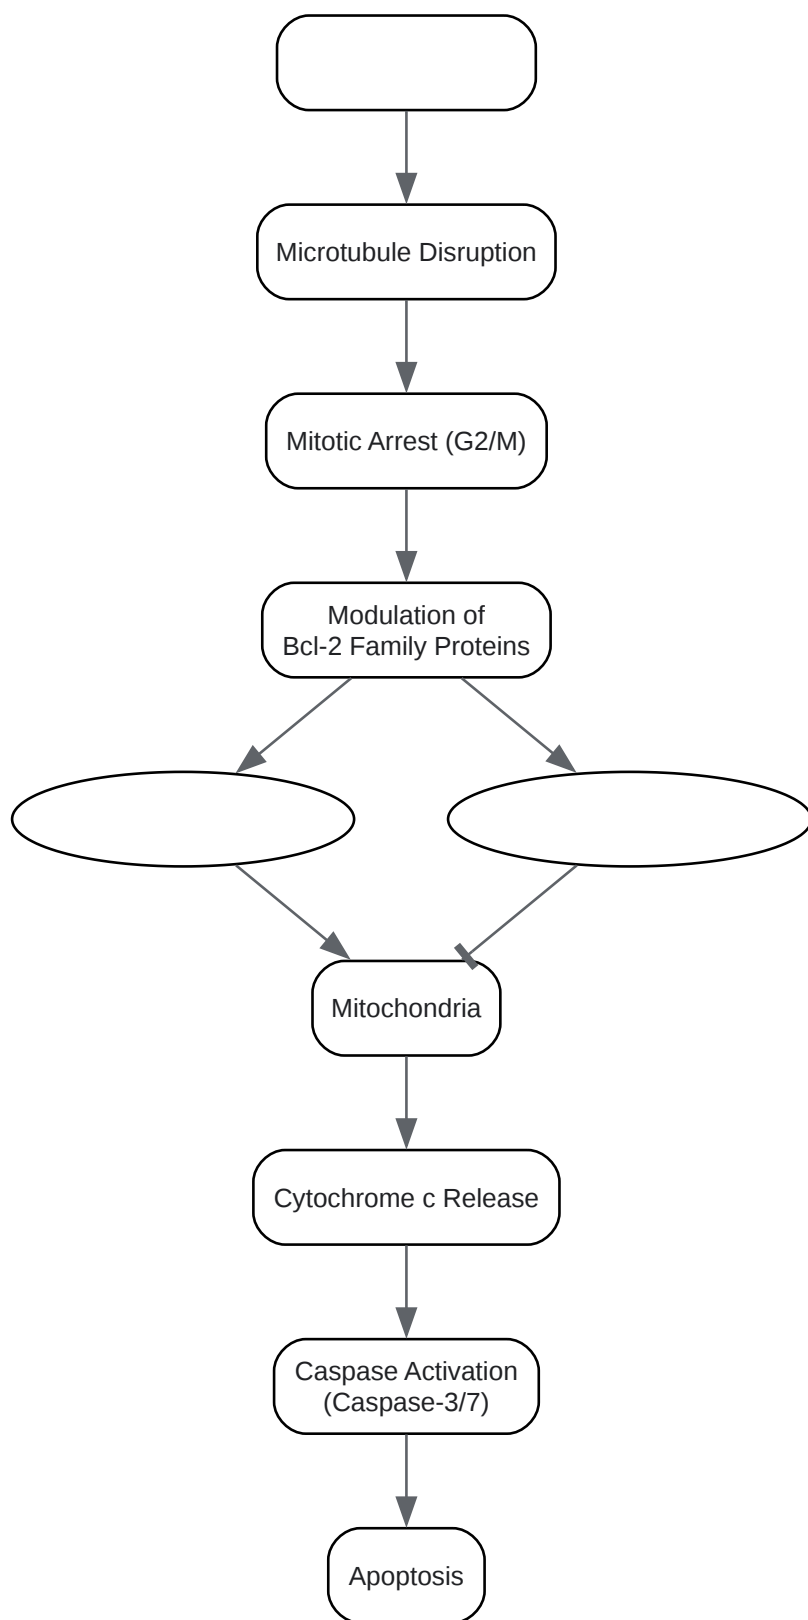 Microtubule Disruption
Mitotic Arrest (G2/M)
Modulation of
Bcl-2 Family Proteins
Mitochondria
Cytochrome c Release
Caspase Activation
(Caspase-3/7)
Apoptosis